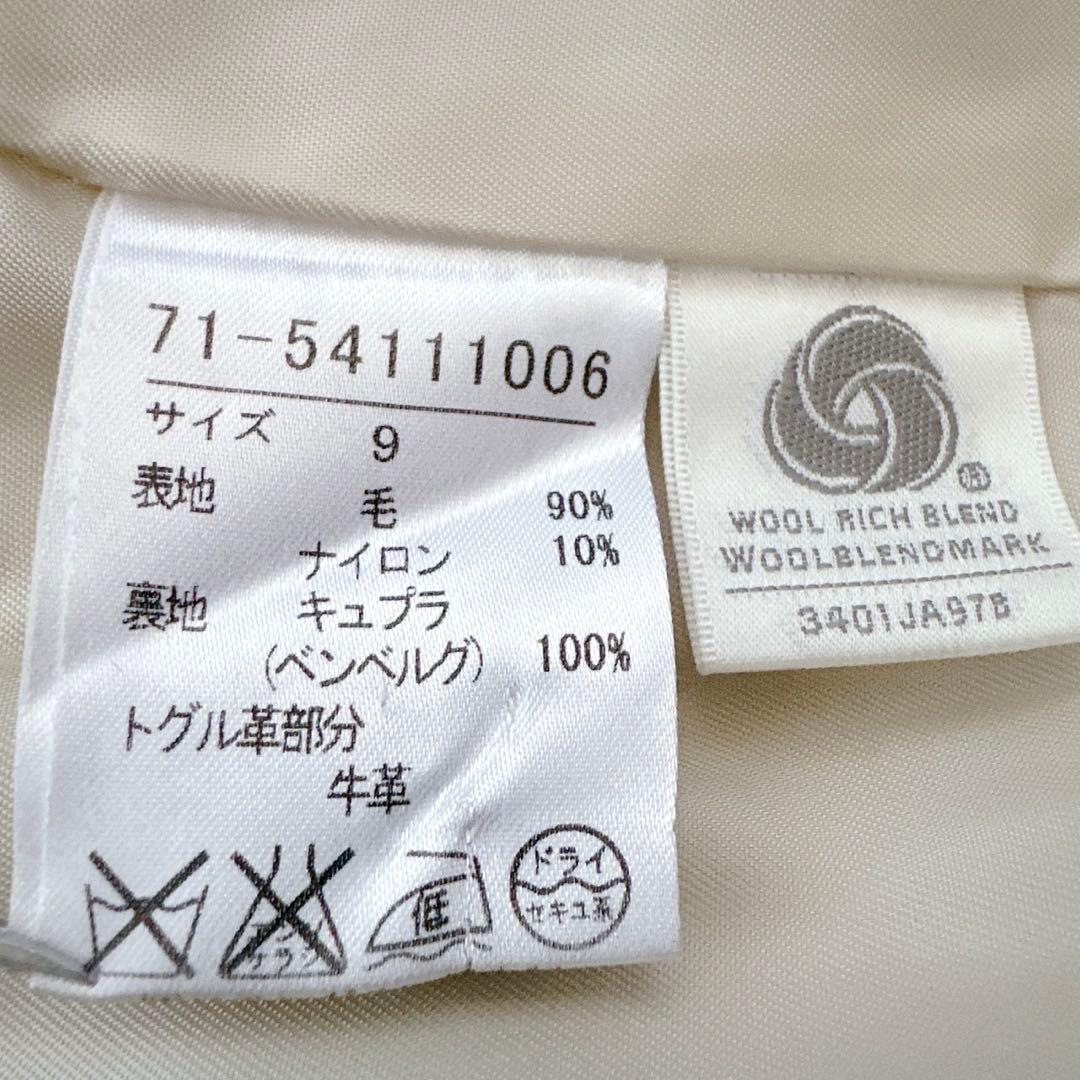 71-54111006
サイズ 9
表地 毛 90%
ナイロン 10%
裏地 キュプラ
(ベンベルグ) 100%
トグル革部分
牛革
低
ドライ
セキユ系
WOOL RICH BLEND
WOOLBLENDMARK
3401JA97B